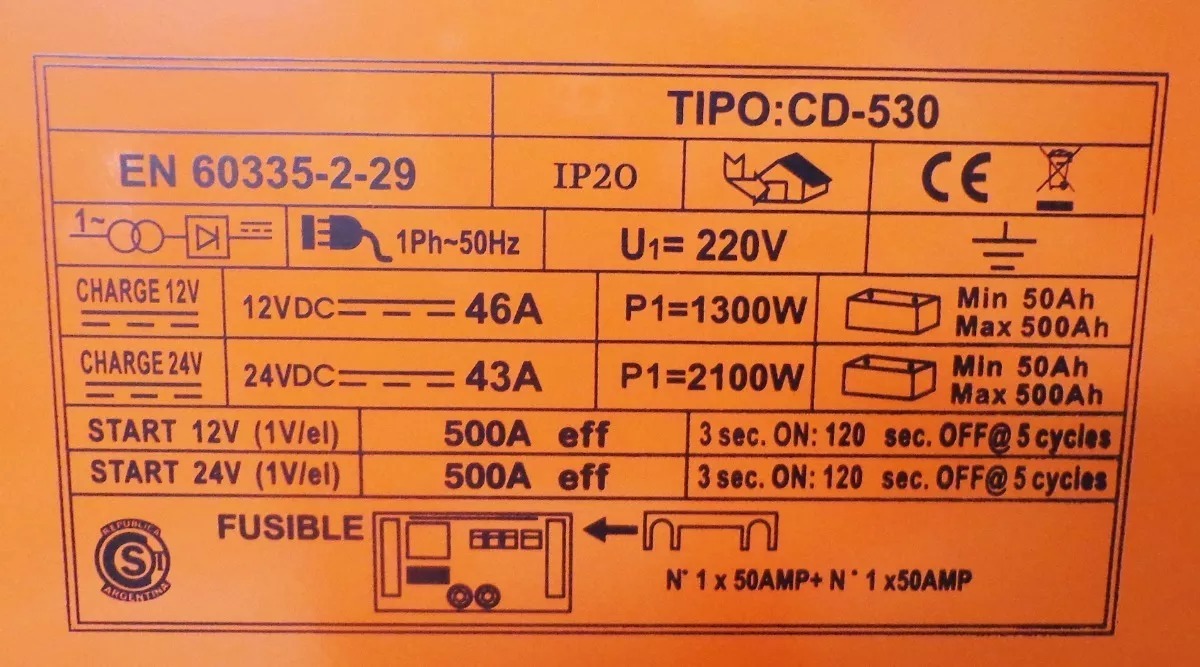 TIPO:CD-530
EN 60335-2-29
IP20
CE
1~
1Ph~50Hz
U1= 220V
CHARGE 12V
12VDC
46A
P1=1300W
Min 50Ah
Max 500Ah
CHARGE 24V
24VDC
43A
P1=2100W
Min 50Ah
Max 500Ah
START 12V (1V/el)
500A eff
3 sec. ON: 120 sec. OFF@ 5 cycles
START 24V (1V/el)
500A eff
3 sec. ON: 120 sec. OFF@ 5 cycles
REPUBLICA
S
ARGENTINA
FUSIBLE
N° 1 x 50AMP+ N° 1 x50AMP